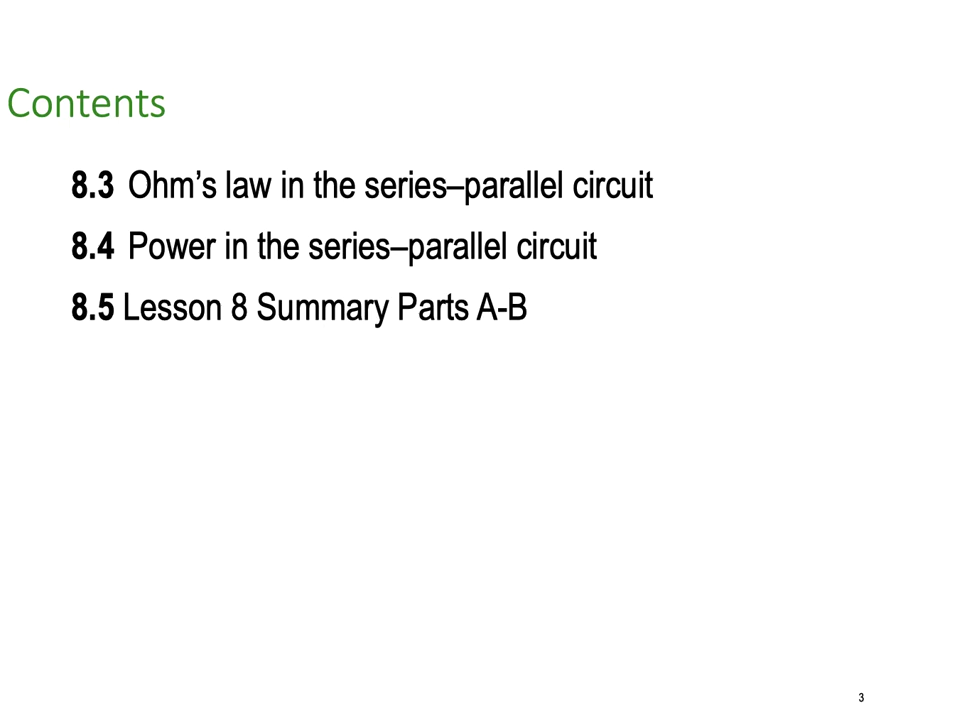 Contents
8.3 Ohm’s law in the series–parallel circuit
8.4 Power in the series–parallel circuit
8.5 Lesson 8 Summary Parts A-B
3